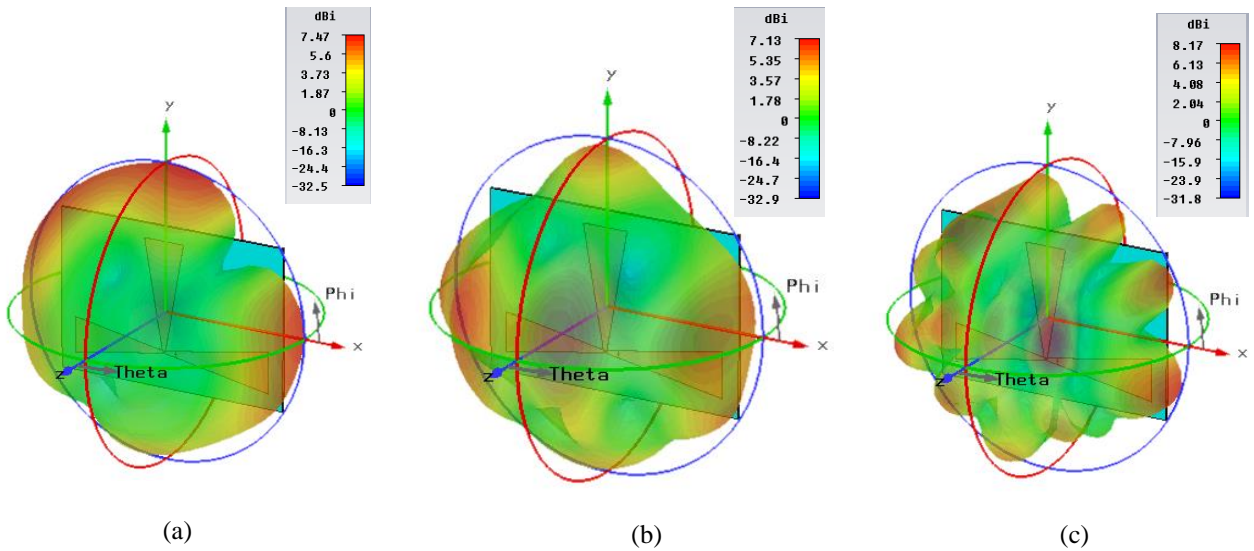 dBi
7.47
5.6
3.73
1.87
0
-8.13
-16.3
-24.4
-32.5
y
Phi
x
z
Theta
(a)
dBi
7.13
5.35
3.57
1.78
0
-8.22
-16.4
-24.7
-32.9
y
Phi
x
z
Theta
(b)
dBi
8.17
6.13
4.08
2.04
0
-7.96
-15.9
-23.9
-31.8
y
Phi
x
z
Theta
(c)